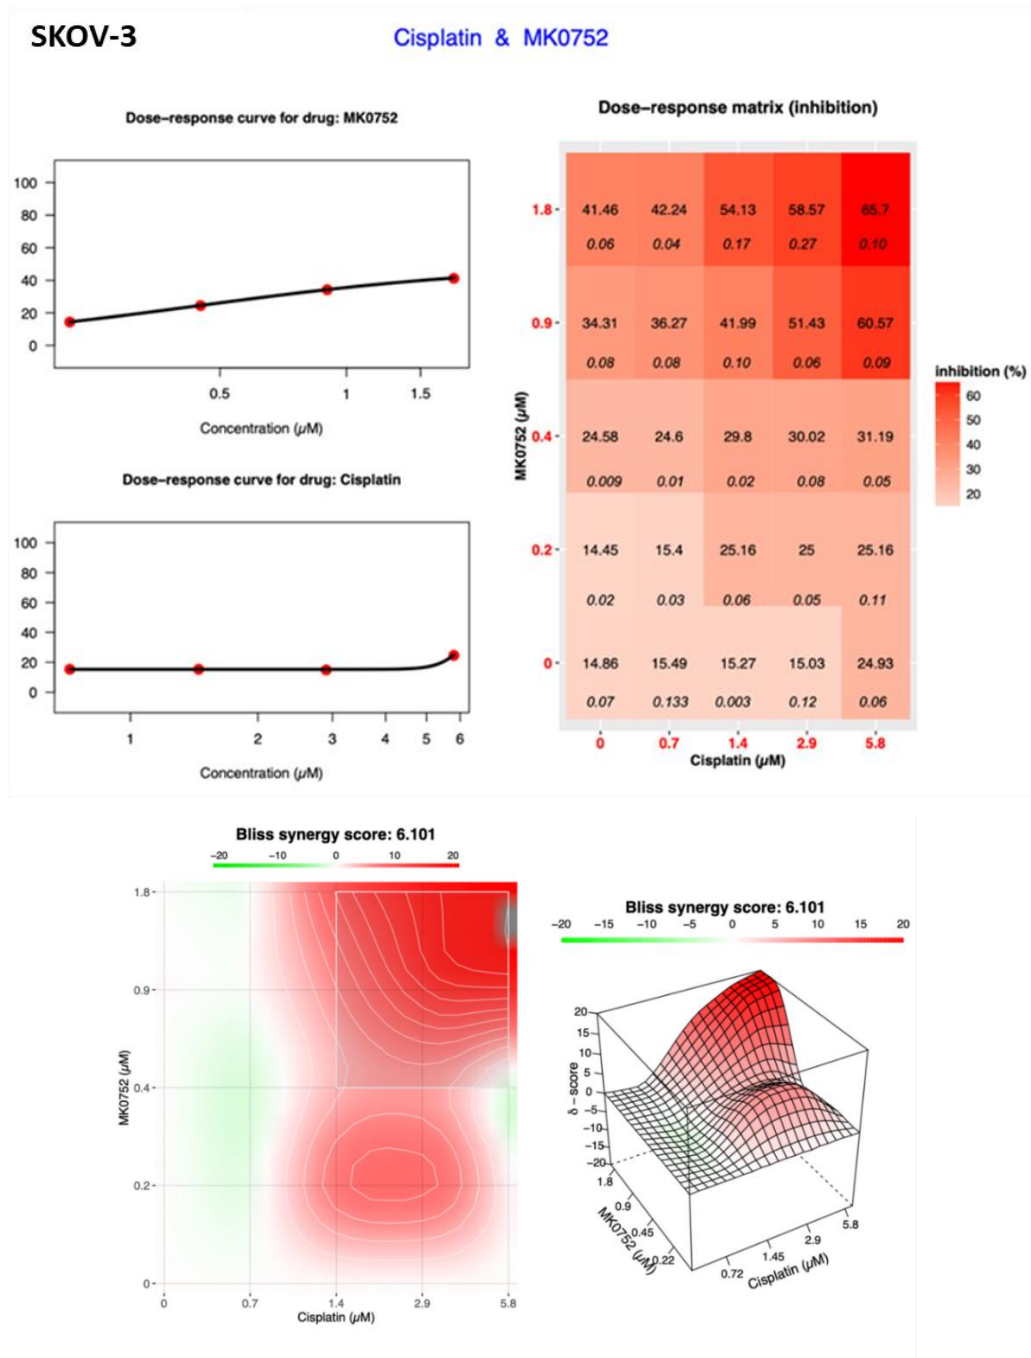 SKOV-3
Cisplatin & MK0752
Dose–response curve for drug: MK0752
100
80
60
40
20
0
0.5 1 1.5
Concentration (µM)
Dose–response curve for drug: Cisplatin
100
80
60
40
20
0
1 2 3 4 5 6
Concentration (µM)
Dose–response matrix (inhibition)
MK0752 (µM)
1.8 41.46 42.24 54.13 58.57 65.7
0.06 0.04 0.17 0.27 0.10
0.9 34.31 36.27 41.99 51.43 60.57
0.08 0.08 0.10 0.06 0.09
0.4 24.58 24.6 29.8 30.02 31.19
0.009 0.01 0.02 0.08 0.05
0.2 14.45 15.4 25.16 25 25.16
0.02 0.03 0.06 0.05 0.11
0 14.86 15.49 15.27 15.03 24.93
0.07 0.133 0.003 0.12 0.06
0 0.7 1.4 2.9 5.8
Cisplatin (µM)
inhibition (%)
60
50
40
30
20
Bliss synergy score: 6.101
−20 −10 0 10 20
MK0752 (µM)
1.8
0.9
0.4
0.2
0
0 0.7 1.4 2.9 5.8
Cisplatin (µM)
Bliss synergy score: 6.101
−20 −15 −10 −5 0 5 10 15 20
δ − score
20
15
10
5
0
−5
−10
−15
−20
1.8
0.9
0.45
0.22
MK0752 (µM)
0.72
1.45
2.9
5.8
Cisplatin (µM)